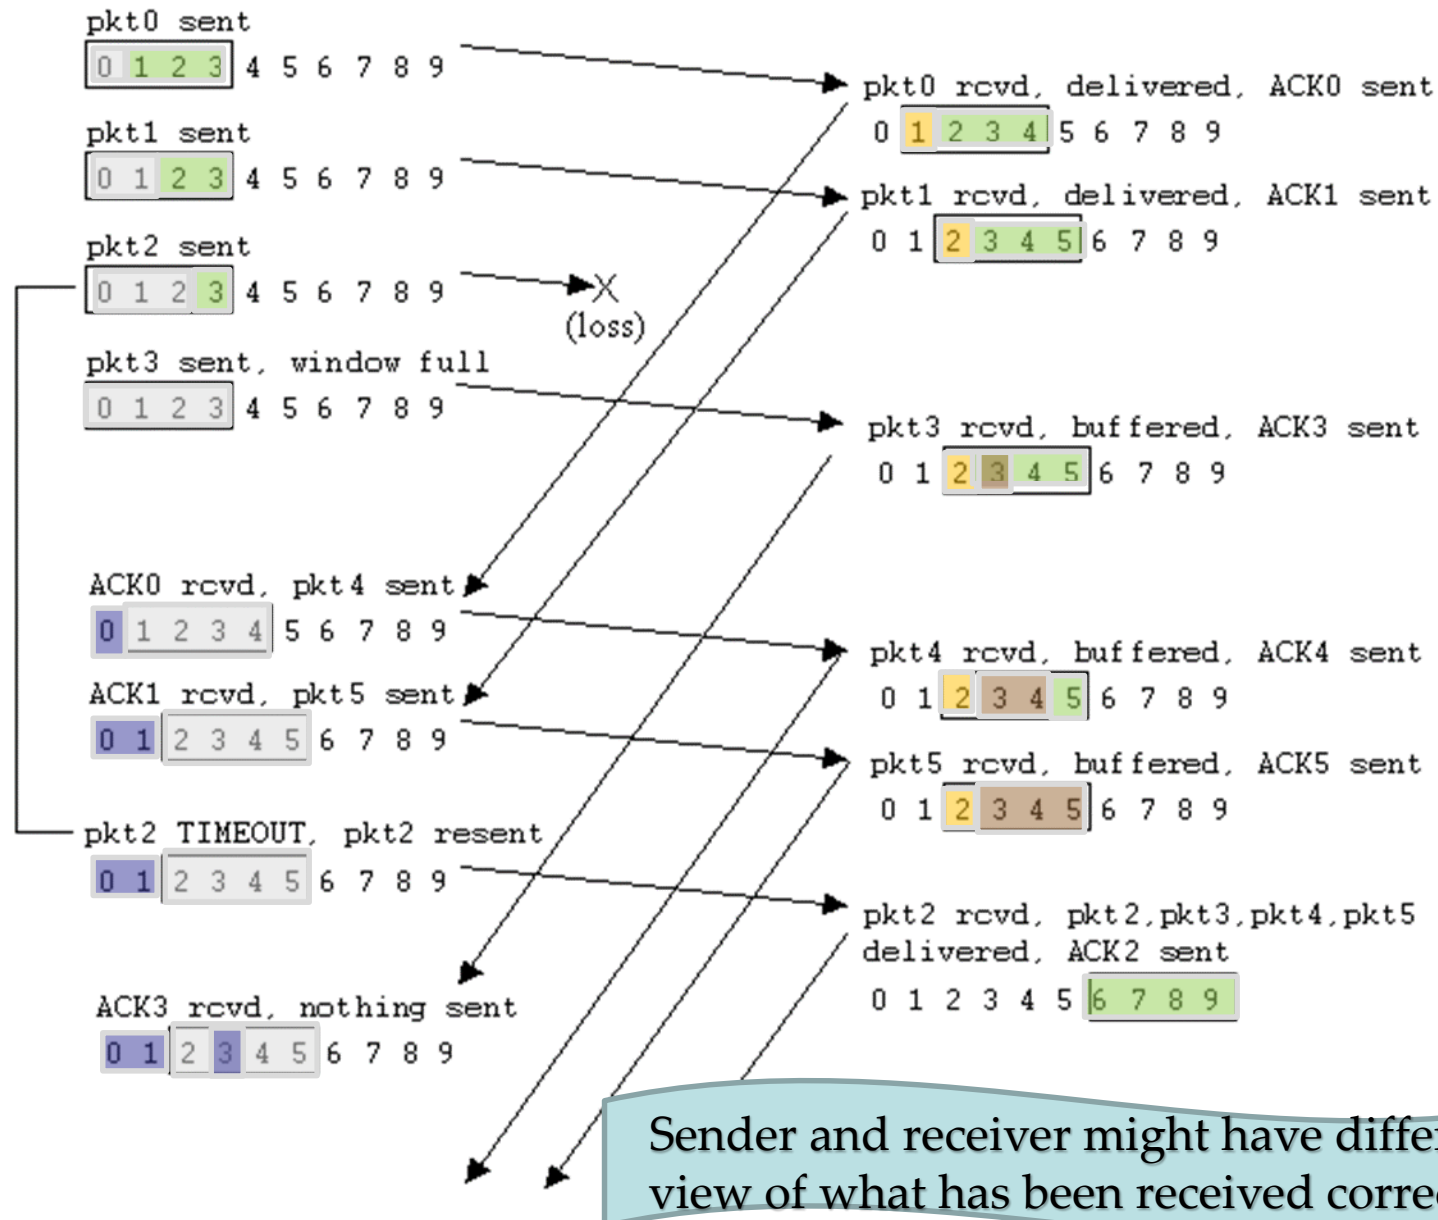 pkt0 sent
0 1 2 3 4 5 6 7 8 9
pkt0 rcvd, delivered, ACK0 sent
0 1 2 3 4 5 6 7 8 9
pkt1 sent
0 1 2 3 4 5 6 7 8 9
pkt1 rcvd, delivered, ACK1 sent
0 1 2 3 4 5 6 7 8 9
pkt2 sent
0 1 2 3 4 5 6 7 8 9
X
(loss)
pkt3 sent, window full
0 1 2 3 4 5 6 7 8 9
pkt3 rcvd, buffered, ACK3 sent
0 1 2 3 4 5 6 7 8 9
ACK0 rcvd, pkt4 sent
0 1 2 3 4 5 6 7 8 9
pkt4 rcvd, buffered, ACK4 sent
0 1 2 3 4 5 6 7 8 9
ACK1 rcvd, pkt5 sent
0 1 2 3 4 5 6 7 8 9
pkt5 rcvd, buffered, ACK5 sent
0 1 2 3 4 5 6 7 8 9
pkt2 TIMEOUT, pkt2 resent
0 1 2 3 4 5 6 7 8 9
pkt2 rcvd, pkt2,pkt3,pkt4,pkt5
delivered, ACK2 sent
0 1 2 3 4 5 6 7 8 9
ACK3 rcvd, nothing sent
0 1 2 3 4 5 6 7 8 9
Sender and receiver might have
view of what has been received